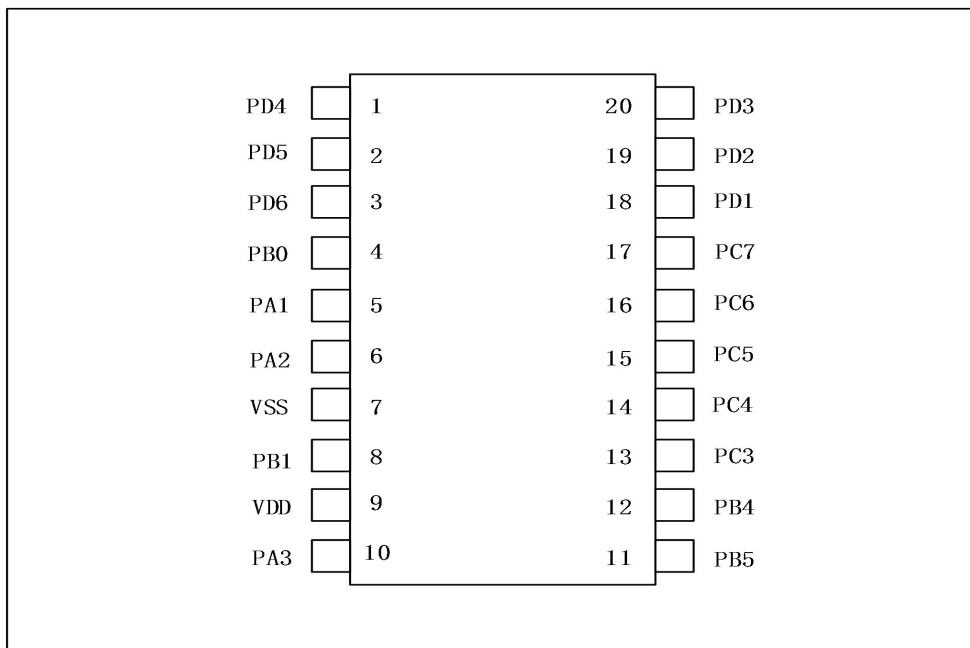 PD4 1 20 PD3
PD5 2 19 PD2
PD6 3 18 PD1
PB0 4 17 PC7
PA1 5 16 PC6
PA2 6 15 PC5
VSS 7 14 PC4
PB1 8 13 PC3
VDD 9 12 PB4
PA3 10 11 PB5